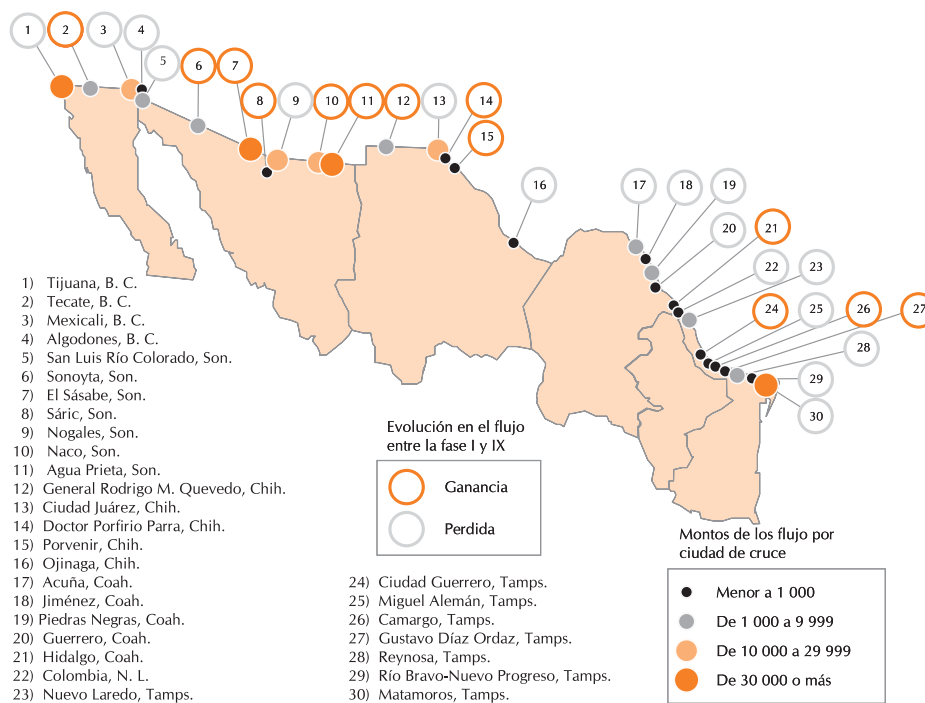 1
2
3
4
5
6
7
8
9
10
11
12
13
14
15
16
17
18
19
20
21
22
23
24
25
26
27
28
29
30
1) Tijuana, B. C.
2) Tecate, B. C.
3) Mexicali, B. C.
4) Algodones, B. C.
5) San Luis Río Colorado, Son.
6) Sonoyta, Son.
7) El Sásabe, Son.
8) Sáric, Son.
9) Nogales, Son.
10) Naco, Son.
11) Agua Prieta, Son.
12) General Rodrigo M. Quevedo, Chih.
13) Ciudad Juárez, Chih.
14) Doctor Porfirio Parra, Chih.
15) Porvenir, Chih.
16) Ojinaga, Chih.
17) Acuña, Coah.
18) Jiménez, Coah.
19) Piedras Negras, Coah.
20) Guerrero, Coah.
21) Hidalgo, Coah.
22) Colombia, N. L.
23) Nuevo Laredo, Tamps.
24) Ciudad Guerrero, Tamps.
25) Miguel Alemán, Tamps.
26) Camargo, Tamps.
27) Gustavo Díaz Ordaz, Tamps.
28) Reynosa, Tamps.
29) Río Bravo-Nuevo Progreso, Tamps.
30) Matamoros, Tamps.
Evolución en el flujo
entre la fase I y IX
Ganancia
Perdida
Montos de los flujo por
ciudad de cruce
Menor a 1 000
De 1 000 a 9 999
De 10 000 a 29 999
De 30 000 o más